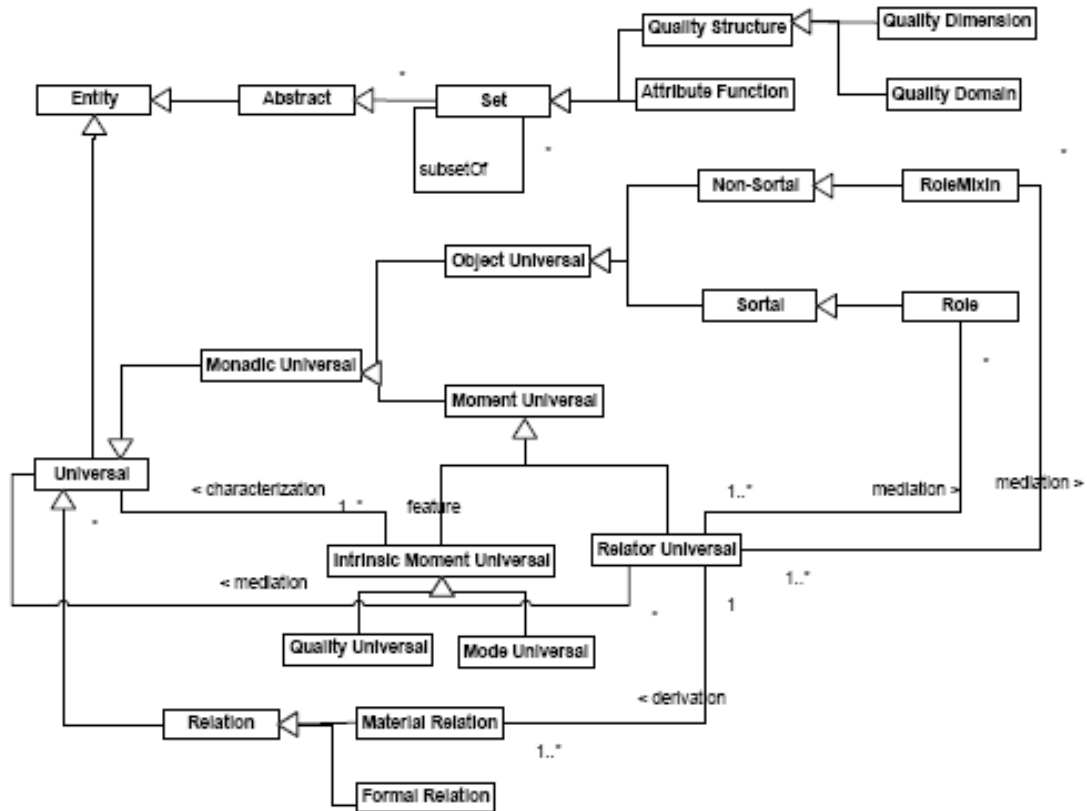 Quality Structure
Quality Dimension
Entity
Abstract
*
Set
Attribute Function
Quality Domain
subsetOf
*
*
Non-Sortal
RoleMixin
Object Universal
Sortal
Role
Monadic Universal
*
Moment Universal
Universal
< characterization
1..*
feature
1..*
mediation >
mediation >
*
Intrinsic Moment Universal
Relator Universal
< mediation
1..*
*
1
Quality Universal
Mode Universal
< derivation
Relation
Material Relation
1..*
Formal Relation